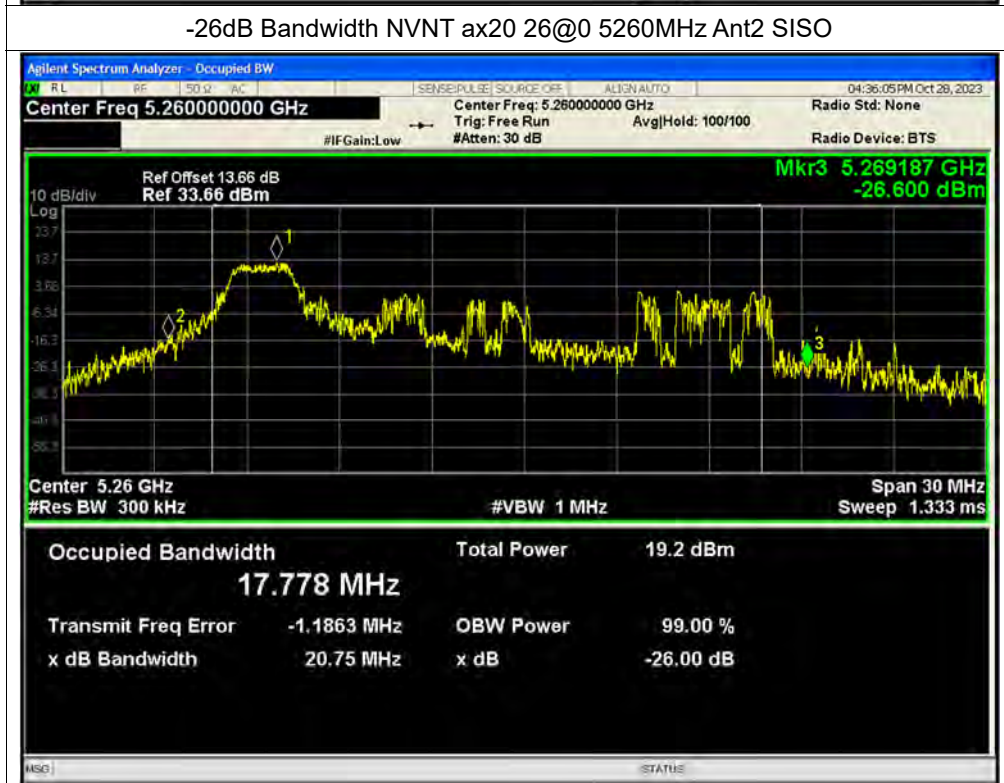 -26dB Bandwidth NVNT ax20 26@0 5260MHz Ant2 SISO
Agilent Spectrum Analyzer - Occupied BW
RL RF 50 Ω AC SENSE:PULSE SOURCE OFF ALIGN AUTO 04:36:05 PM Oct 28, 2023
Center Freq 5.260000000 GHz
Center Freq: 5.260000000 GHz
Radio Std: None
Trig: Free Run Avg|Hold: 100/100
#IFGain:Low #Atten: 30 dB Radio Device: BTS
Mkr3 5.269187 GHz
-26.600 dBm
Ref Offset 13.66 dB
10 dB/div Ref 33.66 dBm
Log
23.7
13.7
3.66
-6.34
-16.3
-26.3
-36.3
-46.3
-56.3
1
2
3
Center 5.26 GHz Span 30 MHz
#Res BW 300 kHz #VBW 1 MHz Sweep 1.333 ms
Occupied Bandwidth Total Power 19.2 dBm
17.778 MHz
Transmit Freq Error -1.1863 MHz OBW Power 99.00 %
x dB Bandwidth 20.75 MHz x dB -26.00 dB
MSG STATUS